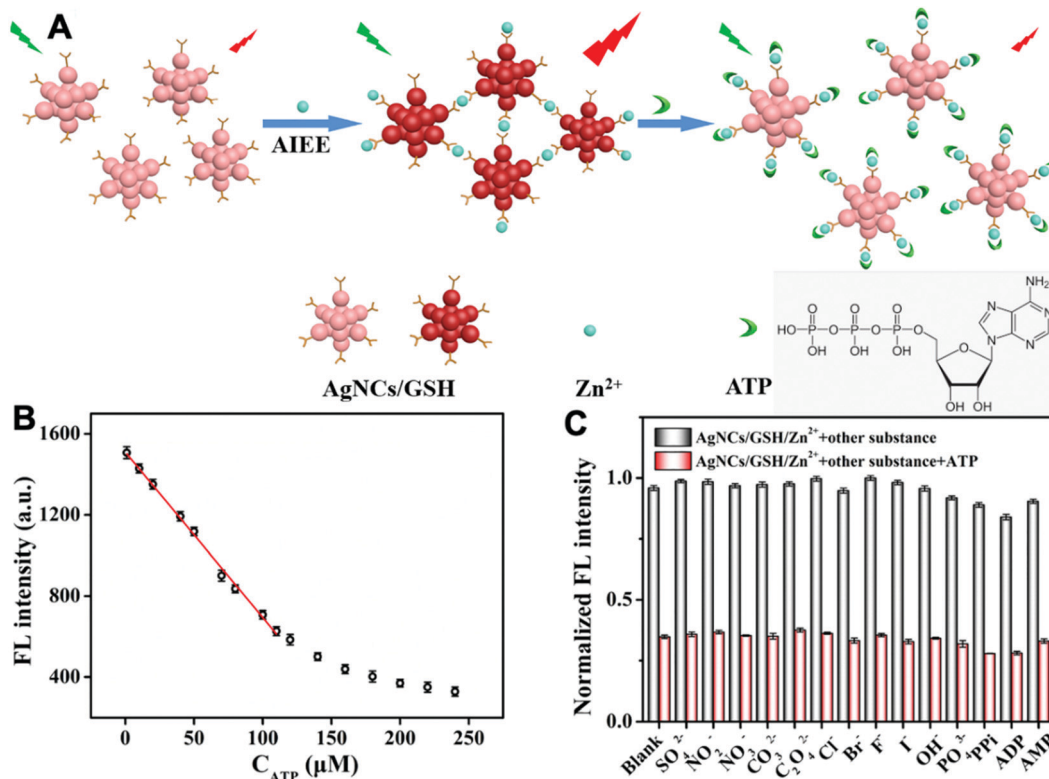 A
AIEE
AgNCs/GSH
Zn²⁺
ATP
NH₂
N
N
N
N
O
O
O
HO-P-O-P-O-P-O
OH
OH
OH
O
OH OH
B
FL intensity (a.u.)
1600
1200
800
400
0
50
100
150
200
250
C_ATP (μM)
C
AgNCs/GSH/Zn²⁺+other substance
AgNCs/GSH/Zn²⁺+other substance+ATP
Normalized FL intensity
1.0
0.5
0.0
Blank
SO₄²⁻
NO₂⁻
NO₃⁻
CO₃²⁻
C₂O₄²⁻
Cl⁻
Br⁻
F⁻
I⁻
OH⁻
PO₄³⁻
PPi
ADP
AMP